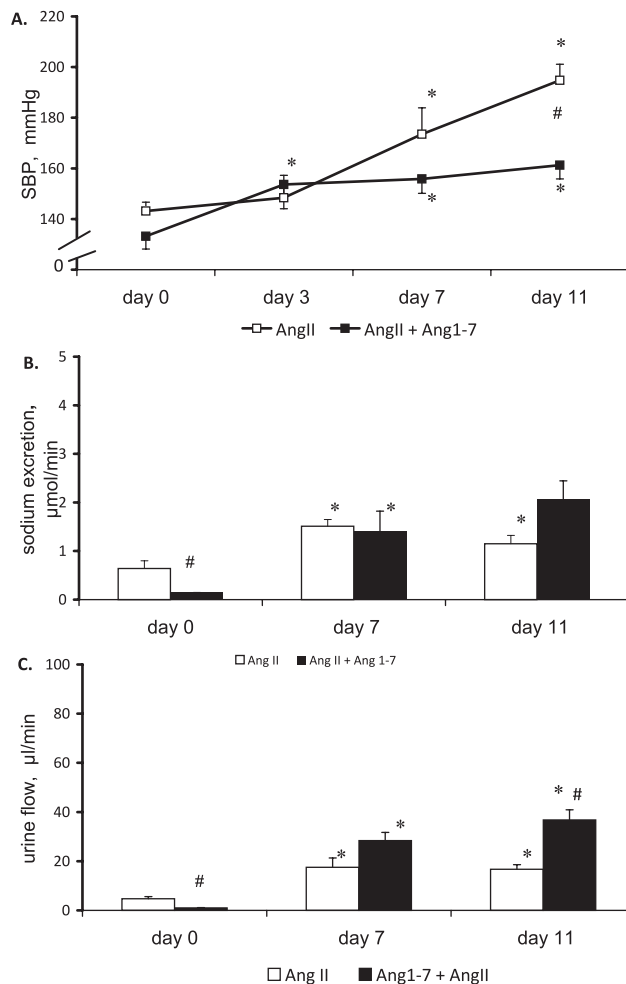 A.
220
*
200
*
SBP, mmHg
180
#
*
160
*
*
140
0
day 0 day 3 day 7 day 11
AngII AngII + Ang1-7
B.
5
4
sodium excretion,
µmol/min
3
2
* * *
1
#
0
day 0 day 7 day 11
Ang II Ang II + Ang 1-7
C.
100
80
urine flow, µl/min
60
* #
40
*
* *
20
#
0
day 0 day 7 day 11
Ang II Ang1-7 + AngII